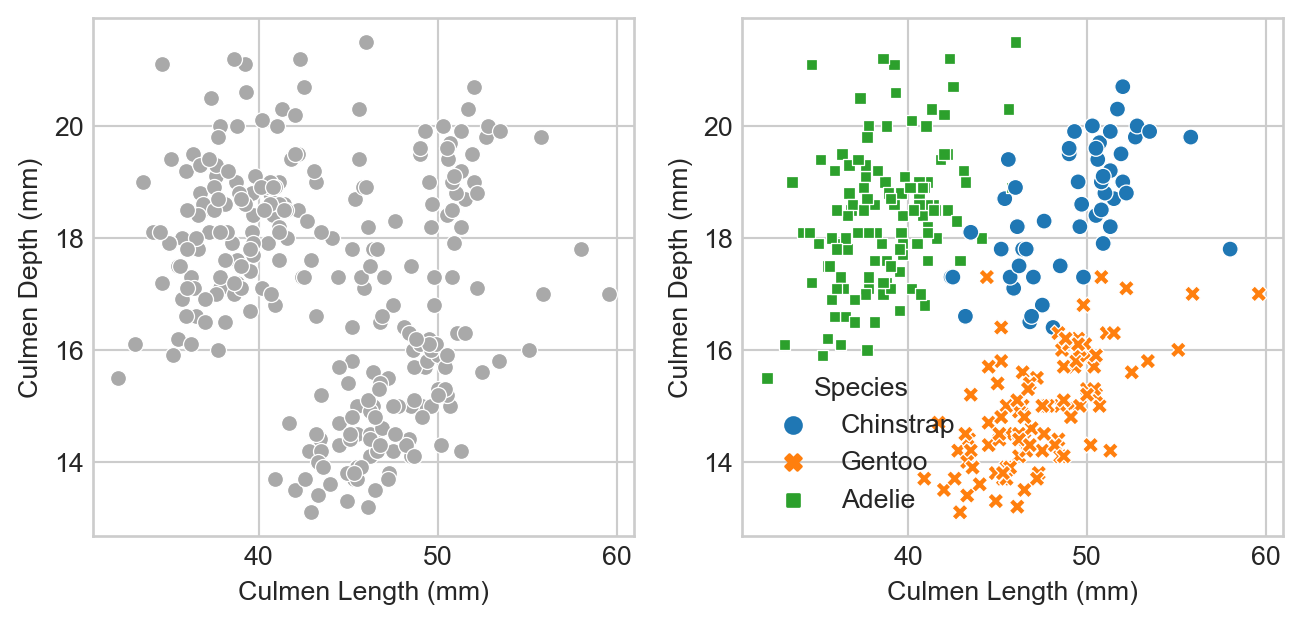 20
18
16
14
Culmen Depth (mm)
40
50
60
Culmen Length (mm)
20
18
16
14
Culmen Depth (mm)
Species
Chinstrap
Gentoo
Adelie
40
50
60
Culmen Length (mm)